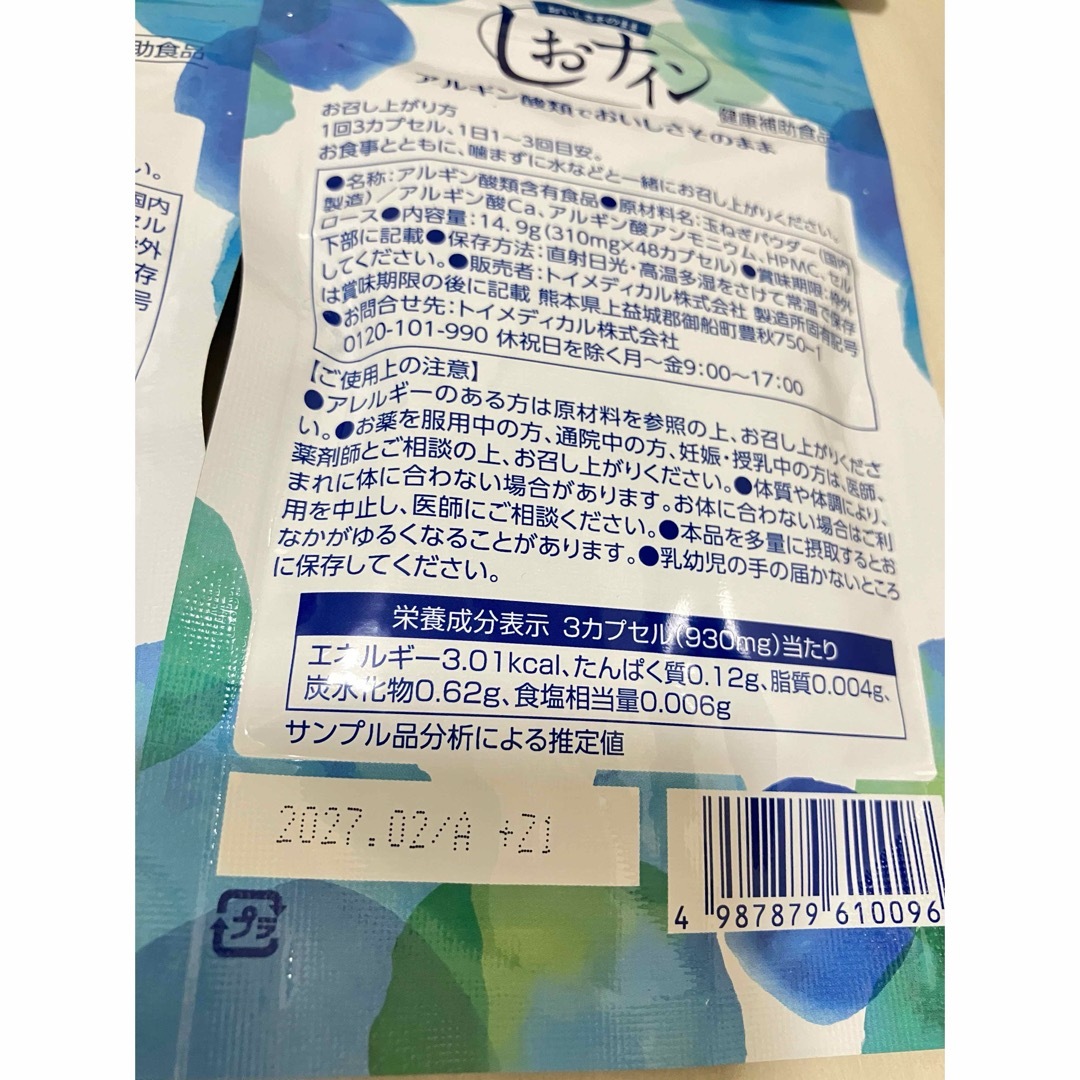 おいしさそのまま
しおナイン
アルギン酸類でおいしさそのまま
健康補助食品
助食品
お召し上がり方
1回3カプセル、1日1～3回目安。
お食事とともに、噛まずに水などと一緒にお召し上がりください。
●名称：アルギン酸類含有食品●原材料名：玉ねぎパウダー（国内
製造）／アルギン酸Ca、アルギン酸アンモニウム、HPMC、セル
ロース●内容量：14.9g(310mg×48カプセル)●賞味期限：枠外
下部に記載●保存方法：直射日光・高温多湿をさけて常温で保存
してください。●販売者：トイメディカル株式会社 製造所固有記号
は賞味期限の後に記載 熊本県上益城郡御船町豊秋750-1
●お問合せ先：トイメディカル株式会社
0120-101-990 休祝日を除く月～金9：00～17：00
【ご使用上の注意】
●アレルギーのある方は原材料を参照の上、お召し上がりくださ
い。●お薬を服用中の方、通院中の方、妊娠・授乳中の方は、医師、
薬剤師とご相談の上、お召し上がりください。●体質や体調により、
まれに体に合わない場合があります。お体に合わない場合はご利
用を中止し、医師にご相談ください。●本品を多量に摂取するとお
なかがゆるくなることがあります。●乳幼児の手の届かないところ
に保存してください。
栄養成分表示 3カプセル(930mg)当たり
エネルギー3.01kcal、たんぱく質0.12g、脂質0.004g、
炭水化物0.62g、食塩相当量0.006g
サンプル品分析による推定値
2027.02/A +Z1
プラ
4 987879 610096
い。
国内
セル
枠外
保存
記号